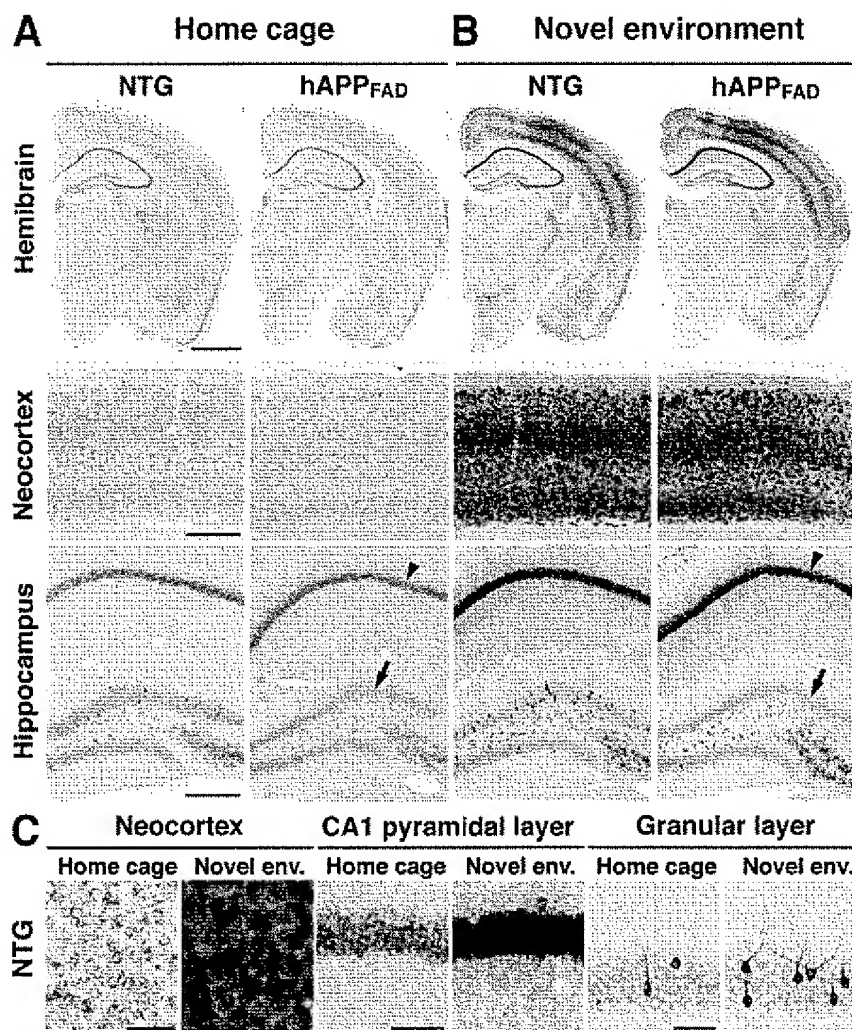 A Home cage B Novel environment
NTG hAPPFAD NTG hAPPFAD
Hemibrain
Neocortex
Hippocampus
C Neocortex CA1 pyramidal layer Granular layer
Home cage Novel env. Home cage Novel env. Home cage Novel env.
NTG